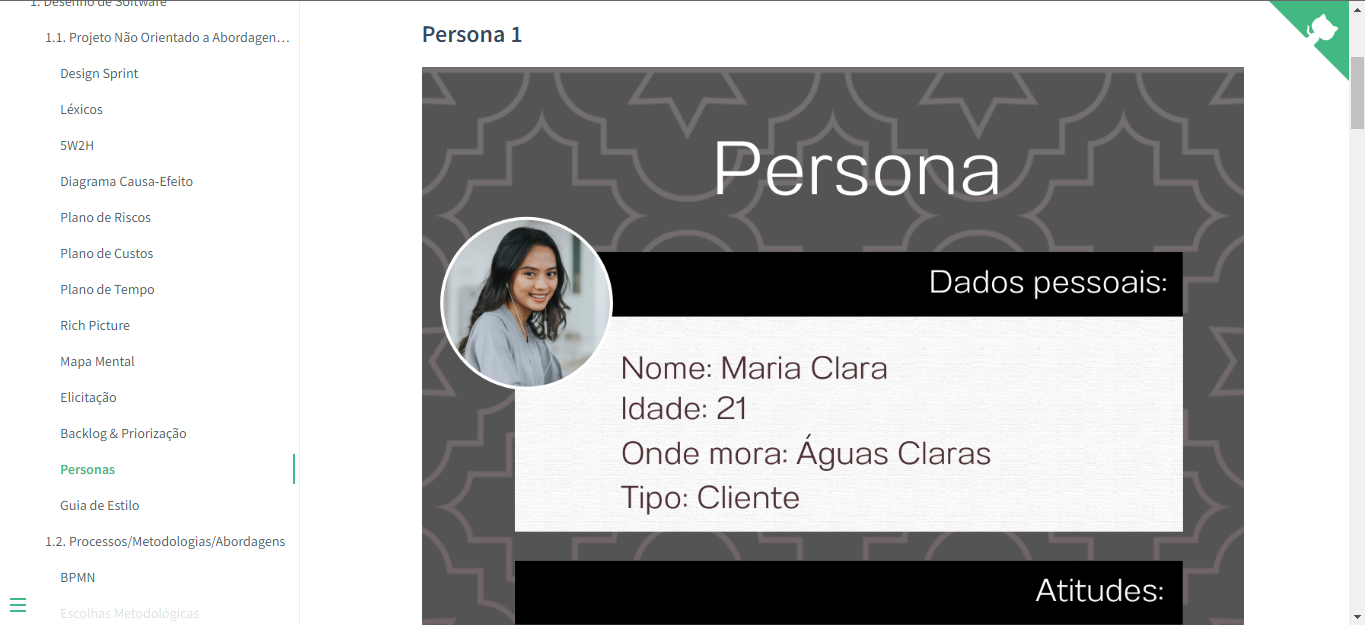 1. Desenho de Software
1.1. Projeto Não Orientado a Abordagen…
Design Sprint
Léxicos
5W2H
Diagrama Causa-Efeito
Plano de Riscos
Plano de Custos
Plano de Tempo
Rich Picture
Mapa Mental
Elicitação
Backlog & Priorização
Personas
Guia de Estilo
1.2. Processos/Metodologias/Abordagens
BPMN
Escolhas Metodológicas
Persona 1
Persona
Dados pessoais:
Nome: Maria Clara
Idade: 21
Onde mora: Águas Claras
Tipo: Cliente
Atitudes: